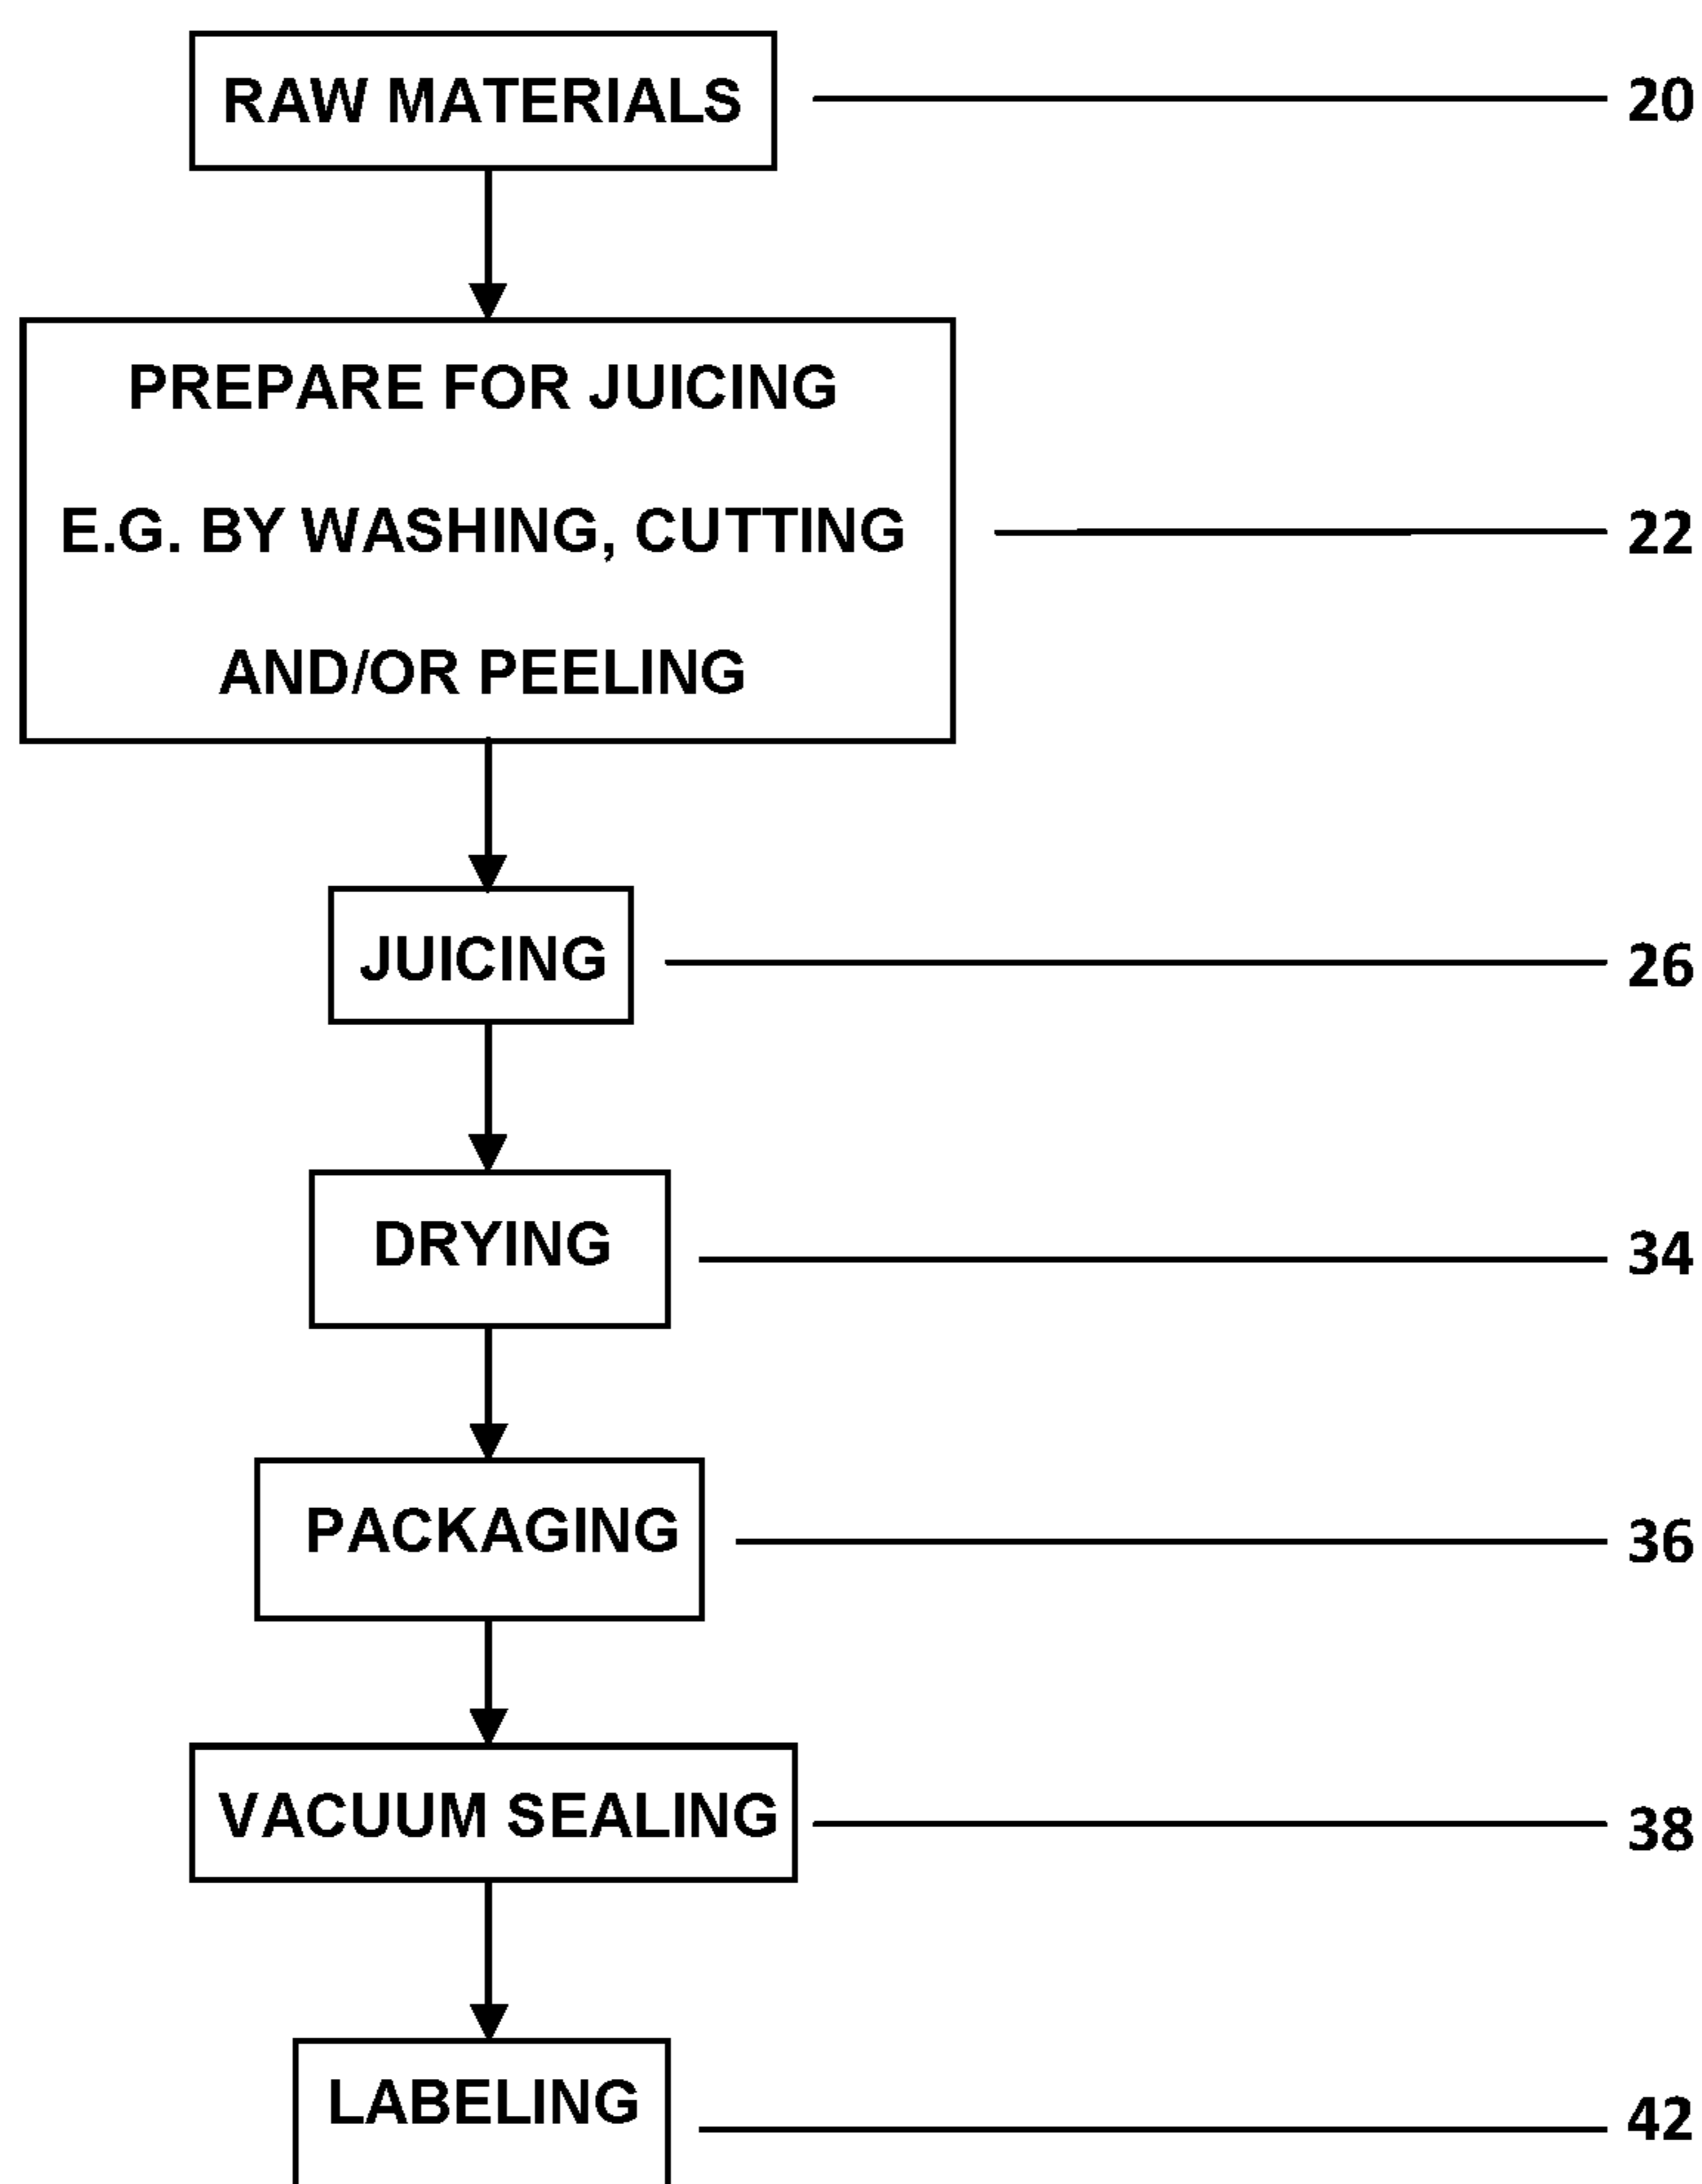 RAW MATERIALS 20
PREPARE FOR JUICING
E.G. BY WASHING, CUTTING 22
AND/OR PEELING
JUICING 26
DRYING 34
PACKAGING 36
VACUUM SEALING 38
LABELING 42